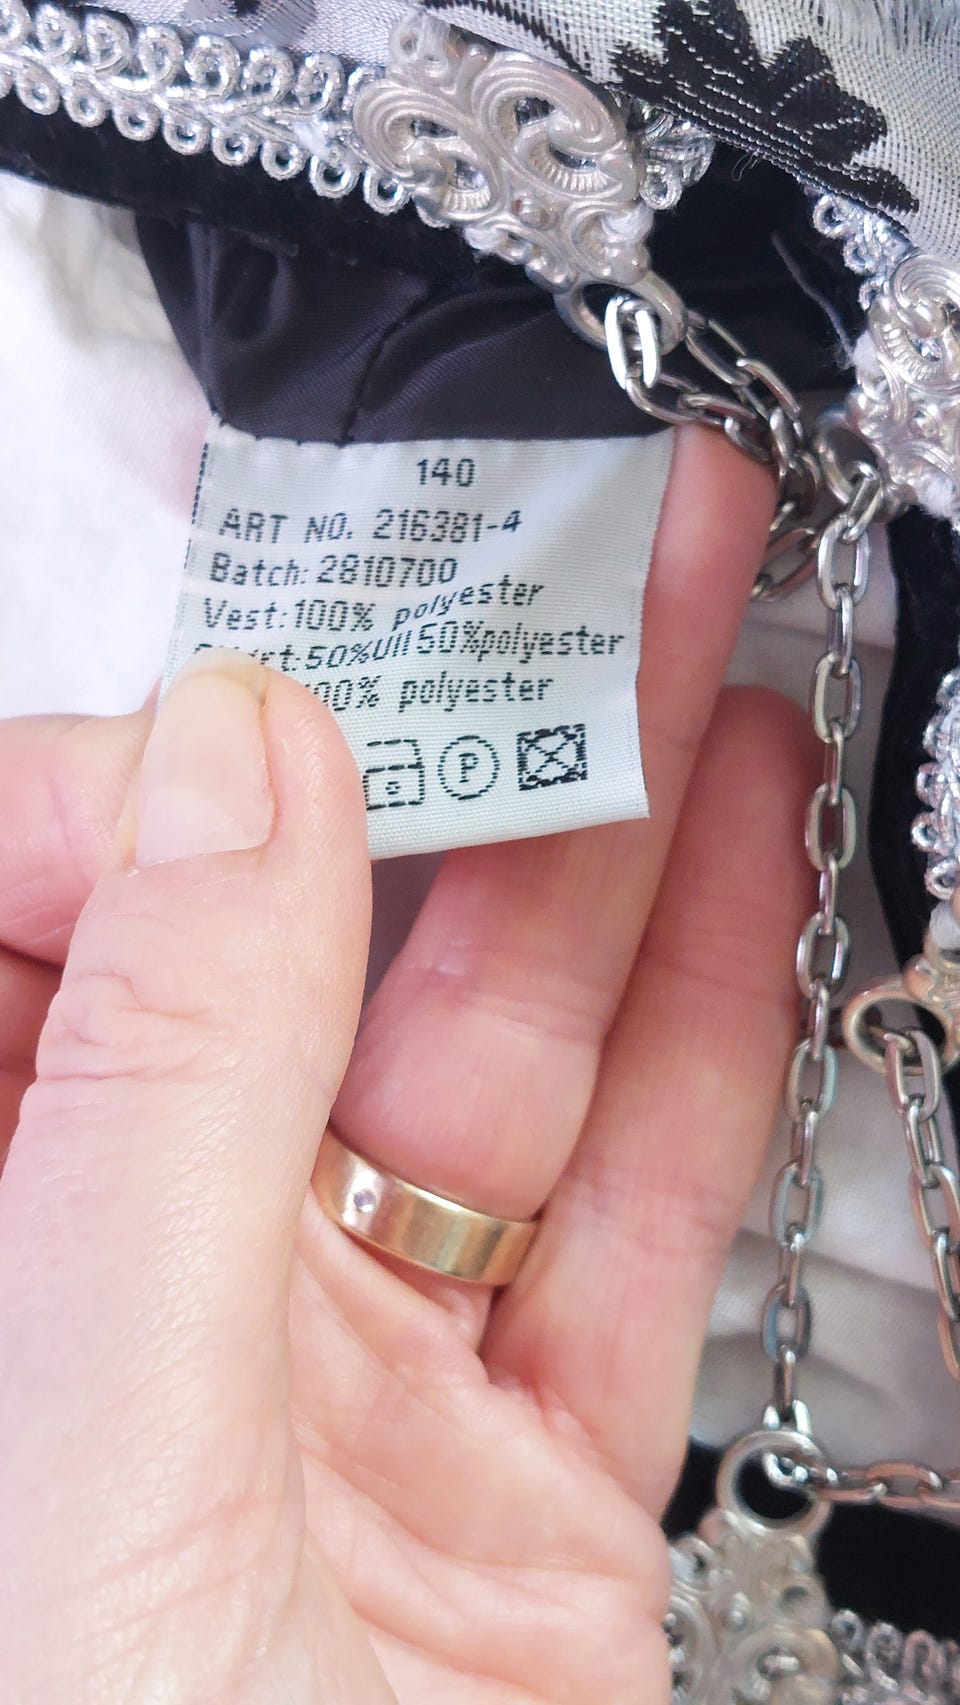 140
ART NO. 216381-4
Batch: 2810700
Vest: 100% polyester
50%Ull 50%polyester
polyester
P